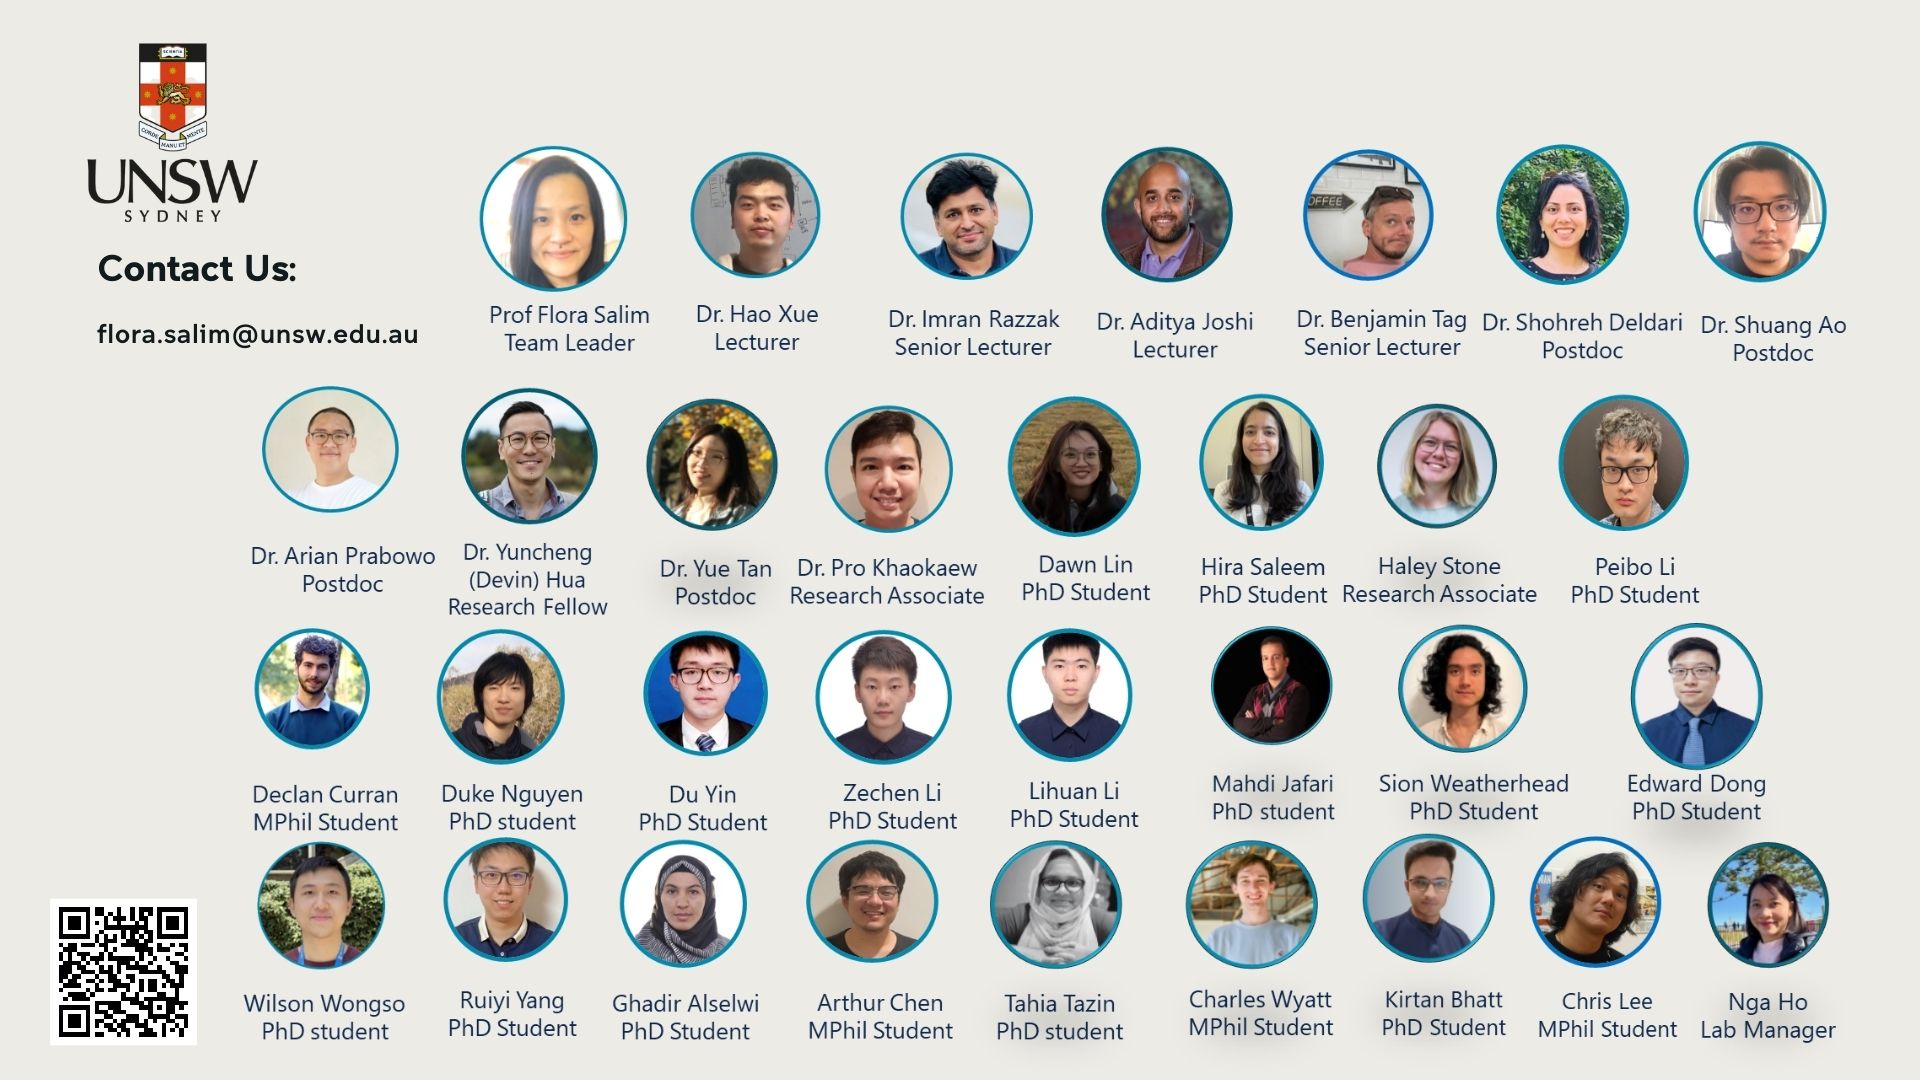 SCIENTIA
CORDE
MANU ET
MENTE
UNSW
SYDNEY
Contact Us:
flora.salim@unsw.edu.au
OFFEE
Prof Flora Salim
Team Leader
Dr. Hao Xue
Lecturer
Dr. Imran Razzak
Senior Lecturer
Dr. Aditya Joshi
Lecturer
Dr. Benjamin Tag
Senior Lecturer
Dr. Shohreh Deldari
Postdoc
Dr. Shuang Ao
Postdoc
Dr. Arian Prabowo
Postdoc
Dr. Yuncheng
(Devin) Hua
Research Fellow
Dr. Yue Tan
Postdoc
Dr. Pro Khaokaew
Research Associate
Dawn Lin
PhD Student
Hira Saleem
PhD Student
Haley Stone
Research Associate
Peibo Li
PhD Student
Declan Curran
MPhil Student
Duke Nguyen
PhD student
Du Yin
PhD Student
Zechen Li
PhD Student
Lihuan Li
PhD Student
Mahdi Jafari
PhD student
Sion Weatherhead
PhD Student
Edward Dong
PhD Student
Wilson Wongso
PhD student
Ruiyi Yang
PhD Student
Ghadir Alselwi
PhD Student
Arthur Chen
MPhil Student
Tahia Tazin
PhD student
Charles Wyatt
MPhil Student
Kirtan Bhatt
PhD Student
Chris Lee
MPhil Student
Nga Ho
Lab Manager